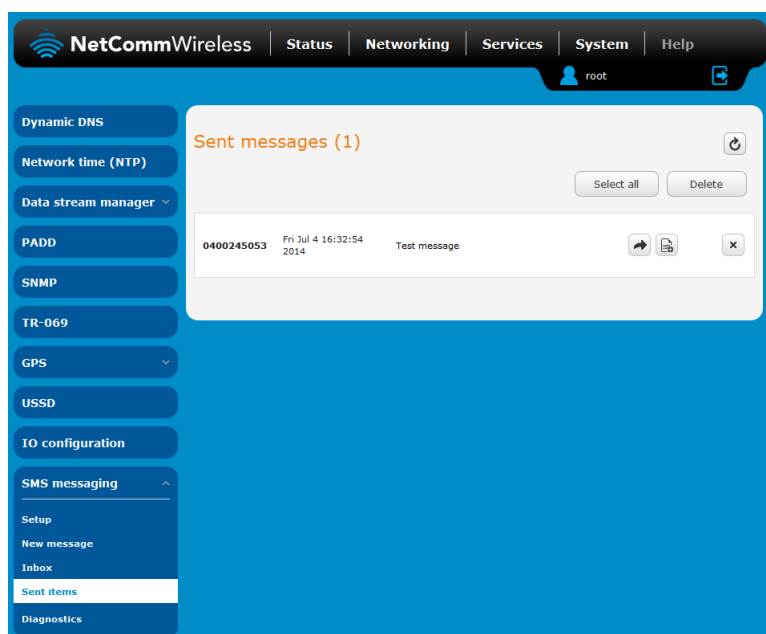 NetCommWireless Status Networking Services System Help
root
Dynamic DNS
Network time (NTP)
Data stream manager
PADD
SNMP
TR-069
GPS
USSD
IO configuration
SMS messaging
Setup
New message
Inbox
Sent items
Diagnostics
Sent messages (1)
Select all Delete
0400245053 Fri Jul 4 16:32:54 Test message
2014